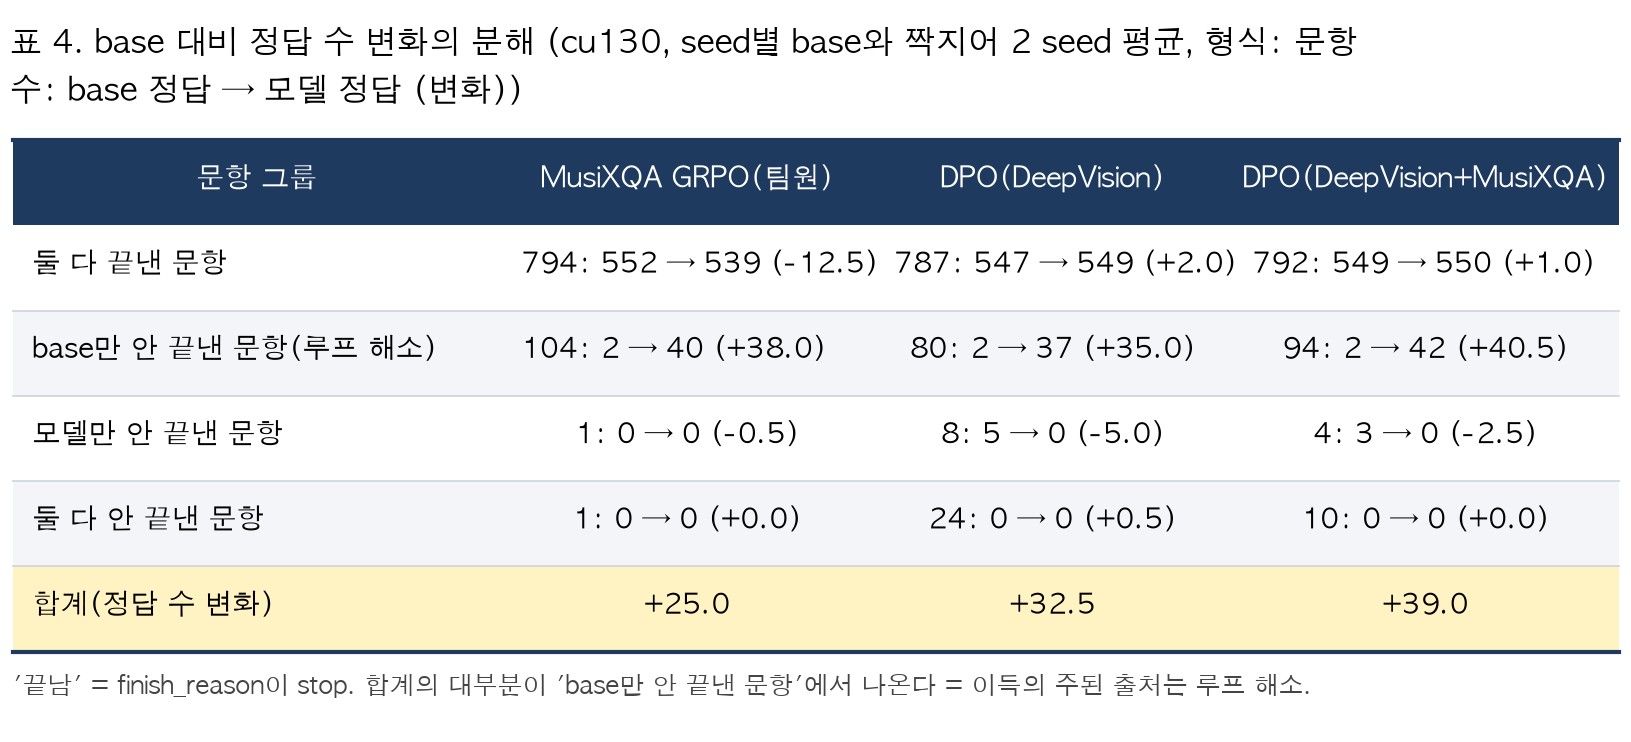 표 4. base 대비 정답 수 변화의 분해 (cu130, seed별 base와 짝지어 2 seed 평균, 형식: 문항
수: base 정답 → 모델 정답 (변화))
문항 그룹 MusiXQA GRPO(팀원) DPO(DeepVision) DPO(DeepVision+MusiXQA)
둘 다 끝낸 문항 794: 552 → 539 (-12.5) 787: 547 → 549 (+2.0) 792: 549 → 550 (+1.0)
base만 안 끝낸 문항(루프 해소) 104: 2 → 40 (+38.0) 80: 2 → 37 (+35.0) 94: 2 → 42 (+40.5)
모델만 안 끝낸 문항 1: 0 → 0 (-0.5) 8: 5 → 0 (-5.0) 4: 3 → 0 (-2.5)
둘 다 안 끝낸 문항 1: 0 → 0 (+0.0) 24: 0 → 0 (+0.5) 10: 0 → 0 (+0.0)
합계(정답 수 변화) +25.0 +32.5 +39.0
'끝남' = finish_reason이 stop. 합계의 대부분이 'base만 안 끝낸 문항'에서 나온다 = 이득의 주된 출처는 루프 해소.